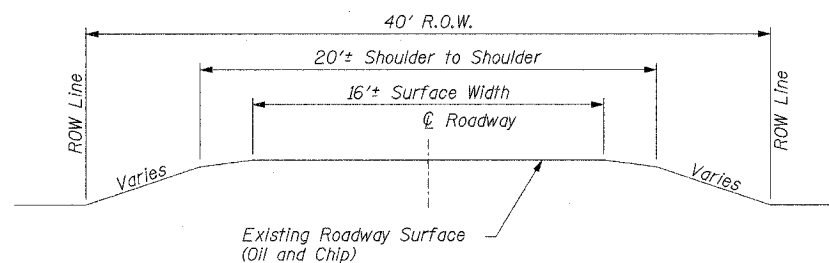 40' R.O.W.
20'± Shoulder to Shoulder
16'± Surface Width
℄ Roadway
ROW Line
ROW Line
Varies
Varies
Existing Roadway Surface
(Oil and Chip)